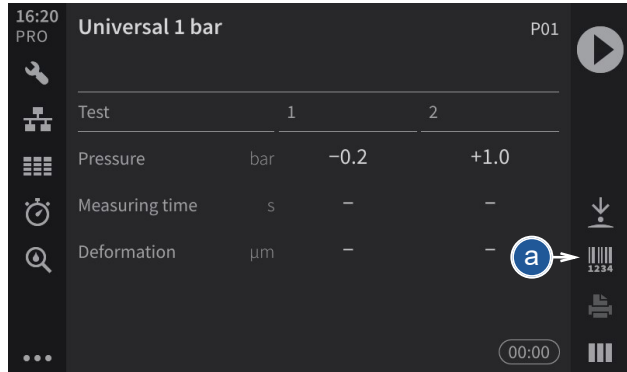 16:20
PRO
Universal 1 bar P01
Test 1 2
Pressure bar −0.2 +1.0
Measuring time s – –
Deformation µm – –
a
1234
00:00